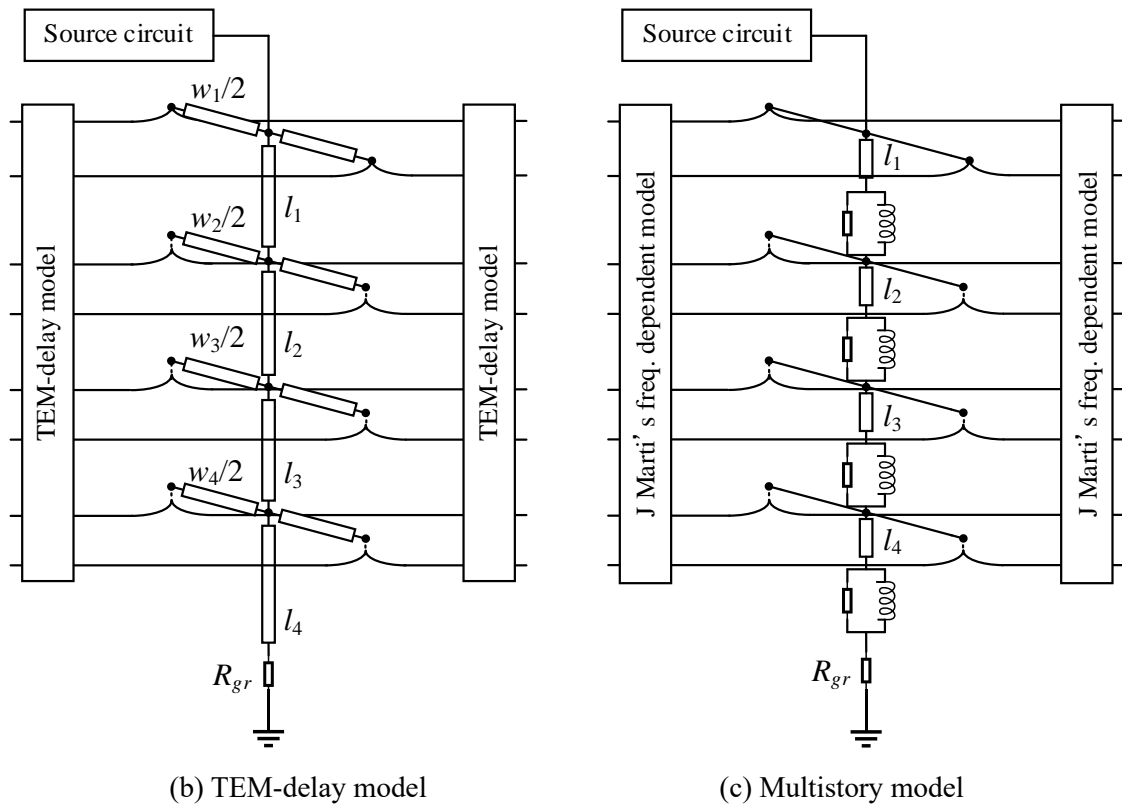 Source circuit
w1/2
l1
w2/2
l2
w3/2
l3
w4/2
l4
Rgr
TEM-delay model
TEM-delay model
(b) TEM-delay model
Source circuit
l1
l2
l3
l4
Rgr
J Marti’s freq. dependent model
J Marti’s freq. dependent model
(c) Multistory model